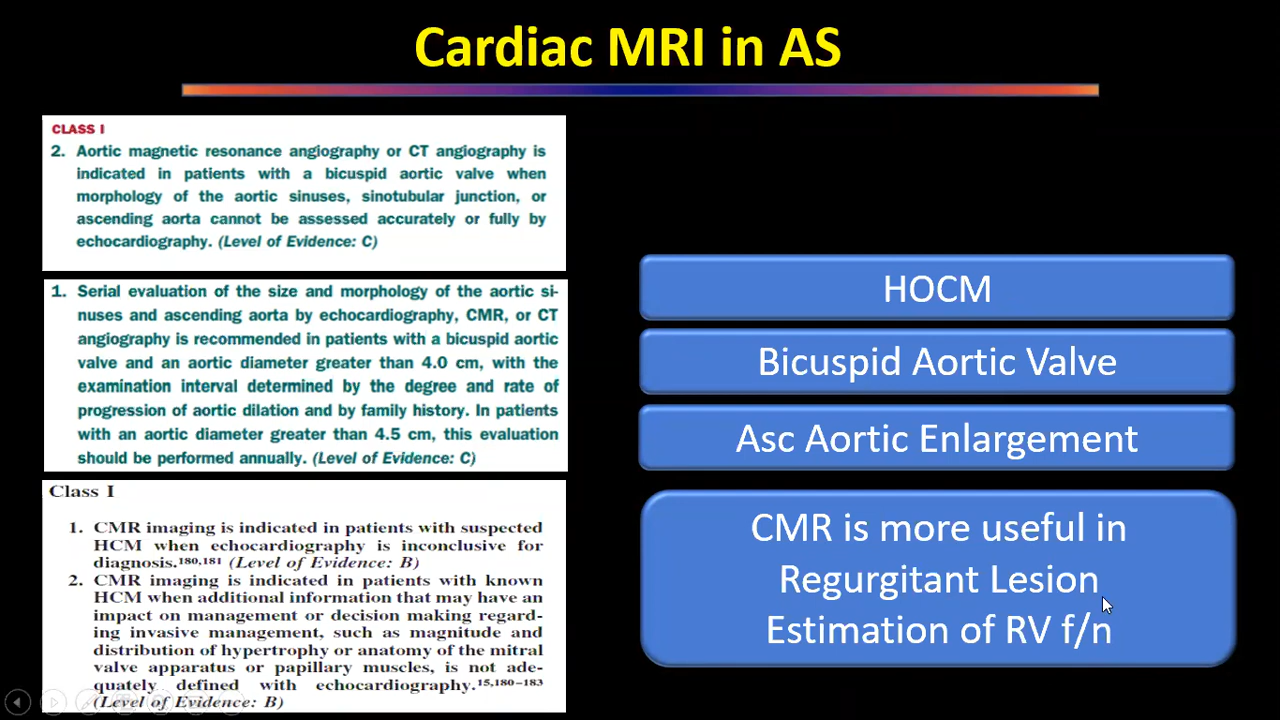 Cardiac MRI in AS
CLASS I
2. Aortic magnetic resonance angiography or CT angiography is
indicated in patients with a bicuspid aortic valve when
morphology of the aortic sinuses, sinotubular junction, or
ascending aorta cannot be assessed accurately or fully by
echocardiography. (Level of Evidence: C)
1. Serial evaluation of the size and morphology of the aortic si-
nuses and ascending aorta by echocardiography, CMR, or CT
angiography is recommended in patients with a bicuspid aortic
valve and an aortic diameter greater than 4.0 cm, with the
examination interval determined by the degree and rate of
progression of aortic dilation and by family history. In patients
with an aortic diameter greater than 4.5 cm, this evaluation
should be performed annually. (Level of Evidence: C)
Class I
1. CMR imaging is indicated in patients with suspected
HCM when echocardiography is inconclusive for
diagnosis.180,181 (Level of Evidence: B)
2. CMR imaging is indicated in patients with known
HCM when additional information that may have an
impact on management or decision making regard-
ing invasive management, such as magnitude and
distribution of hypertrophy or anatomy of the mitral
valve apparatus or papillary muscles, is not ade-
quately defined with echocardiography.15,180–183
(Level of Evidence: B)
HOCM
Bicuspid Aortic Valve
Asc Aortic Enlargement
CMR is more useful in
Regurgitant Lesion
Estimation of RV f/n